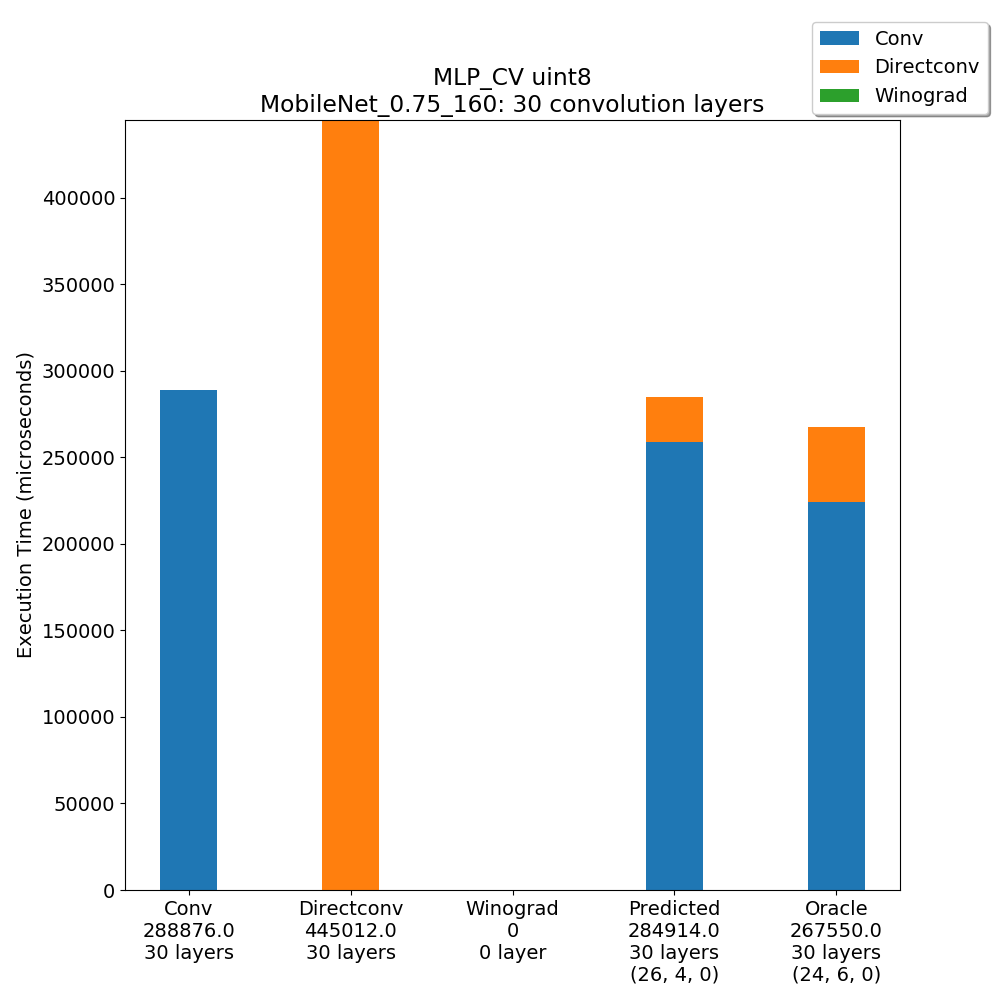 Conv
Directconv
Winograd
MLP_CV uint8
MobileNet_0.75_160: 30 convolution layers
Execution Time (microseconds)
400000
350000
300000
250000
200000
150000
100000
50000
0
Conv
288876.0
30 layers
Directconv
445012.0
30 layers
Winograd
0
0 layer
Predicted
284914.0
30 layers
(26, 4, 0)
Oracle
267550.0
30 layers
(24, 6, 0)